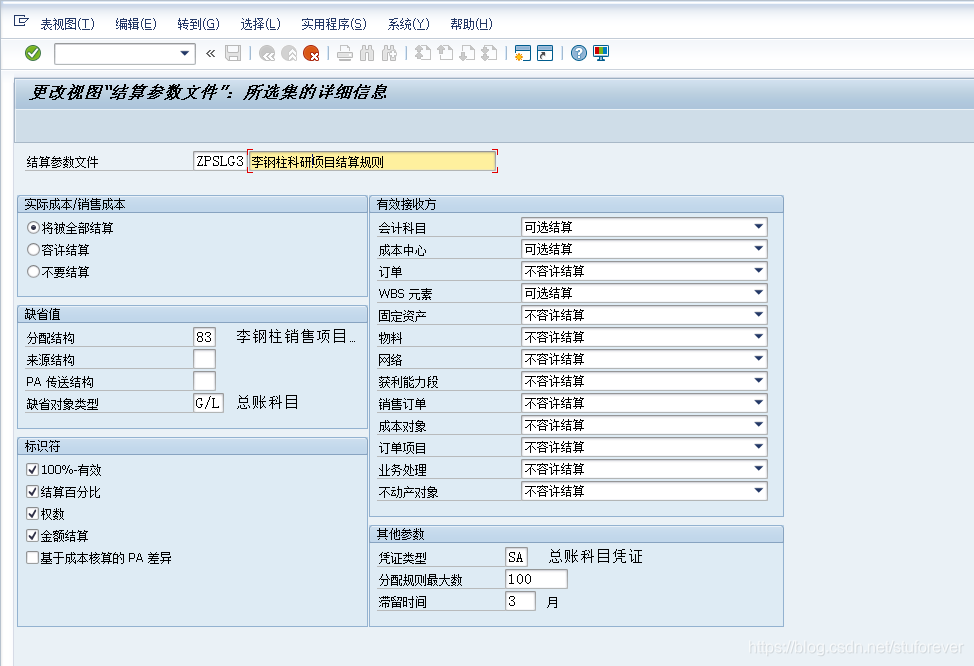 表视图(T) 编辑(E) 转到(G) 选择(L) 实用程序(S) 系统(Y) 帮助(H)
更改视图“结算参数文件”：所选集的详细信息
结算参数文件 ZPSLG3 李钢柱科研项目结算规则
实际成本/销售成本
将被全部结算
容许结算
不要结算
缺省值
分配结构 83 李钢柱销售项目…
来源结构
PA 传送结构
缺省对象类型 G/L 总账科目
标识符
100%-有效
结算百分比
权数
金额结算
基于成本核算的 PA 差异
有效接收方
会计科目 可选结算
成本中心 可选结算
订单 不容许结算
WBS 元素 可选结算
固定资产 不容许结算
物料 不容许结算
网络 不容许结算
获利能力段 不容许结算
销售订单 不容许结算
成本对象 不容许结算
订单项目 不容许结算
业务处理 不容许结算
不动产对象 不容许结算
其他参数
凭证类型 SA 总账科目凭证
分配规则最大数 100
滞留时间 3 月
https://blog.csdn.net/stuforever